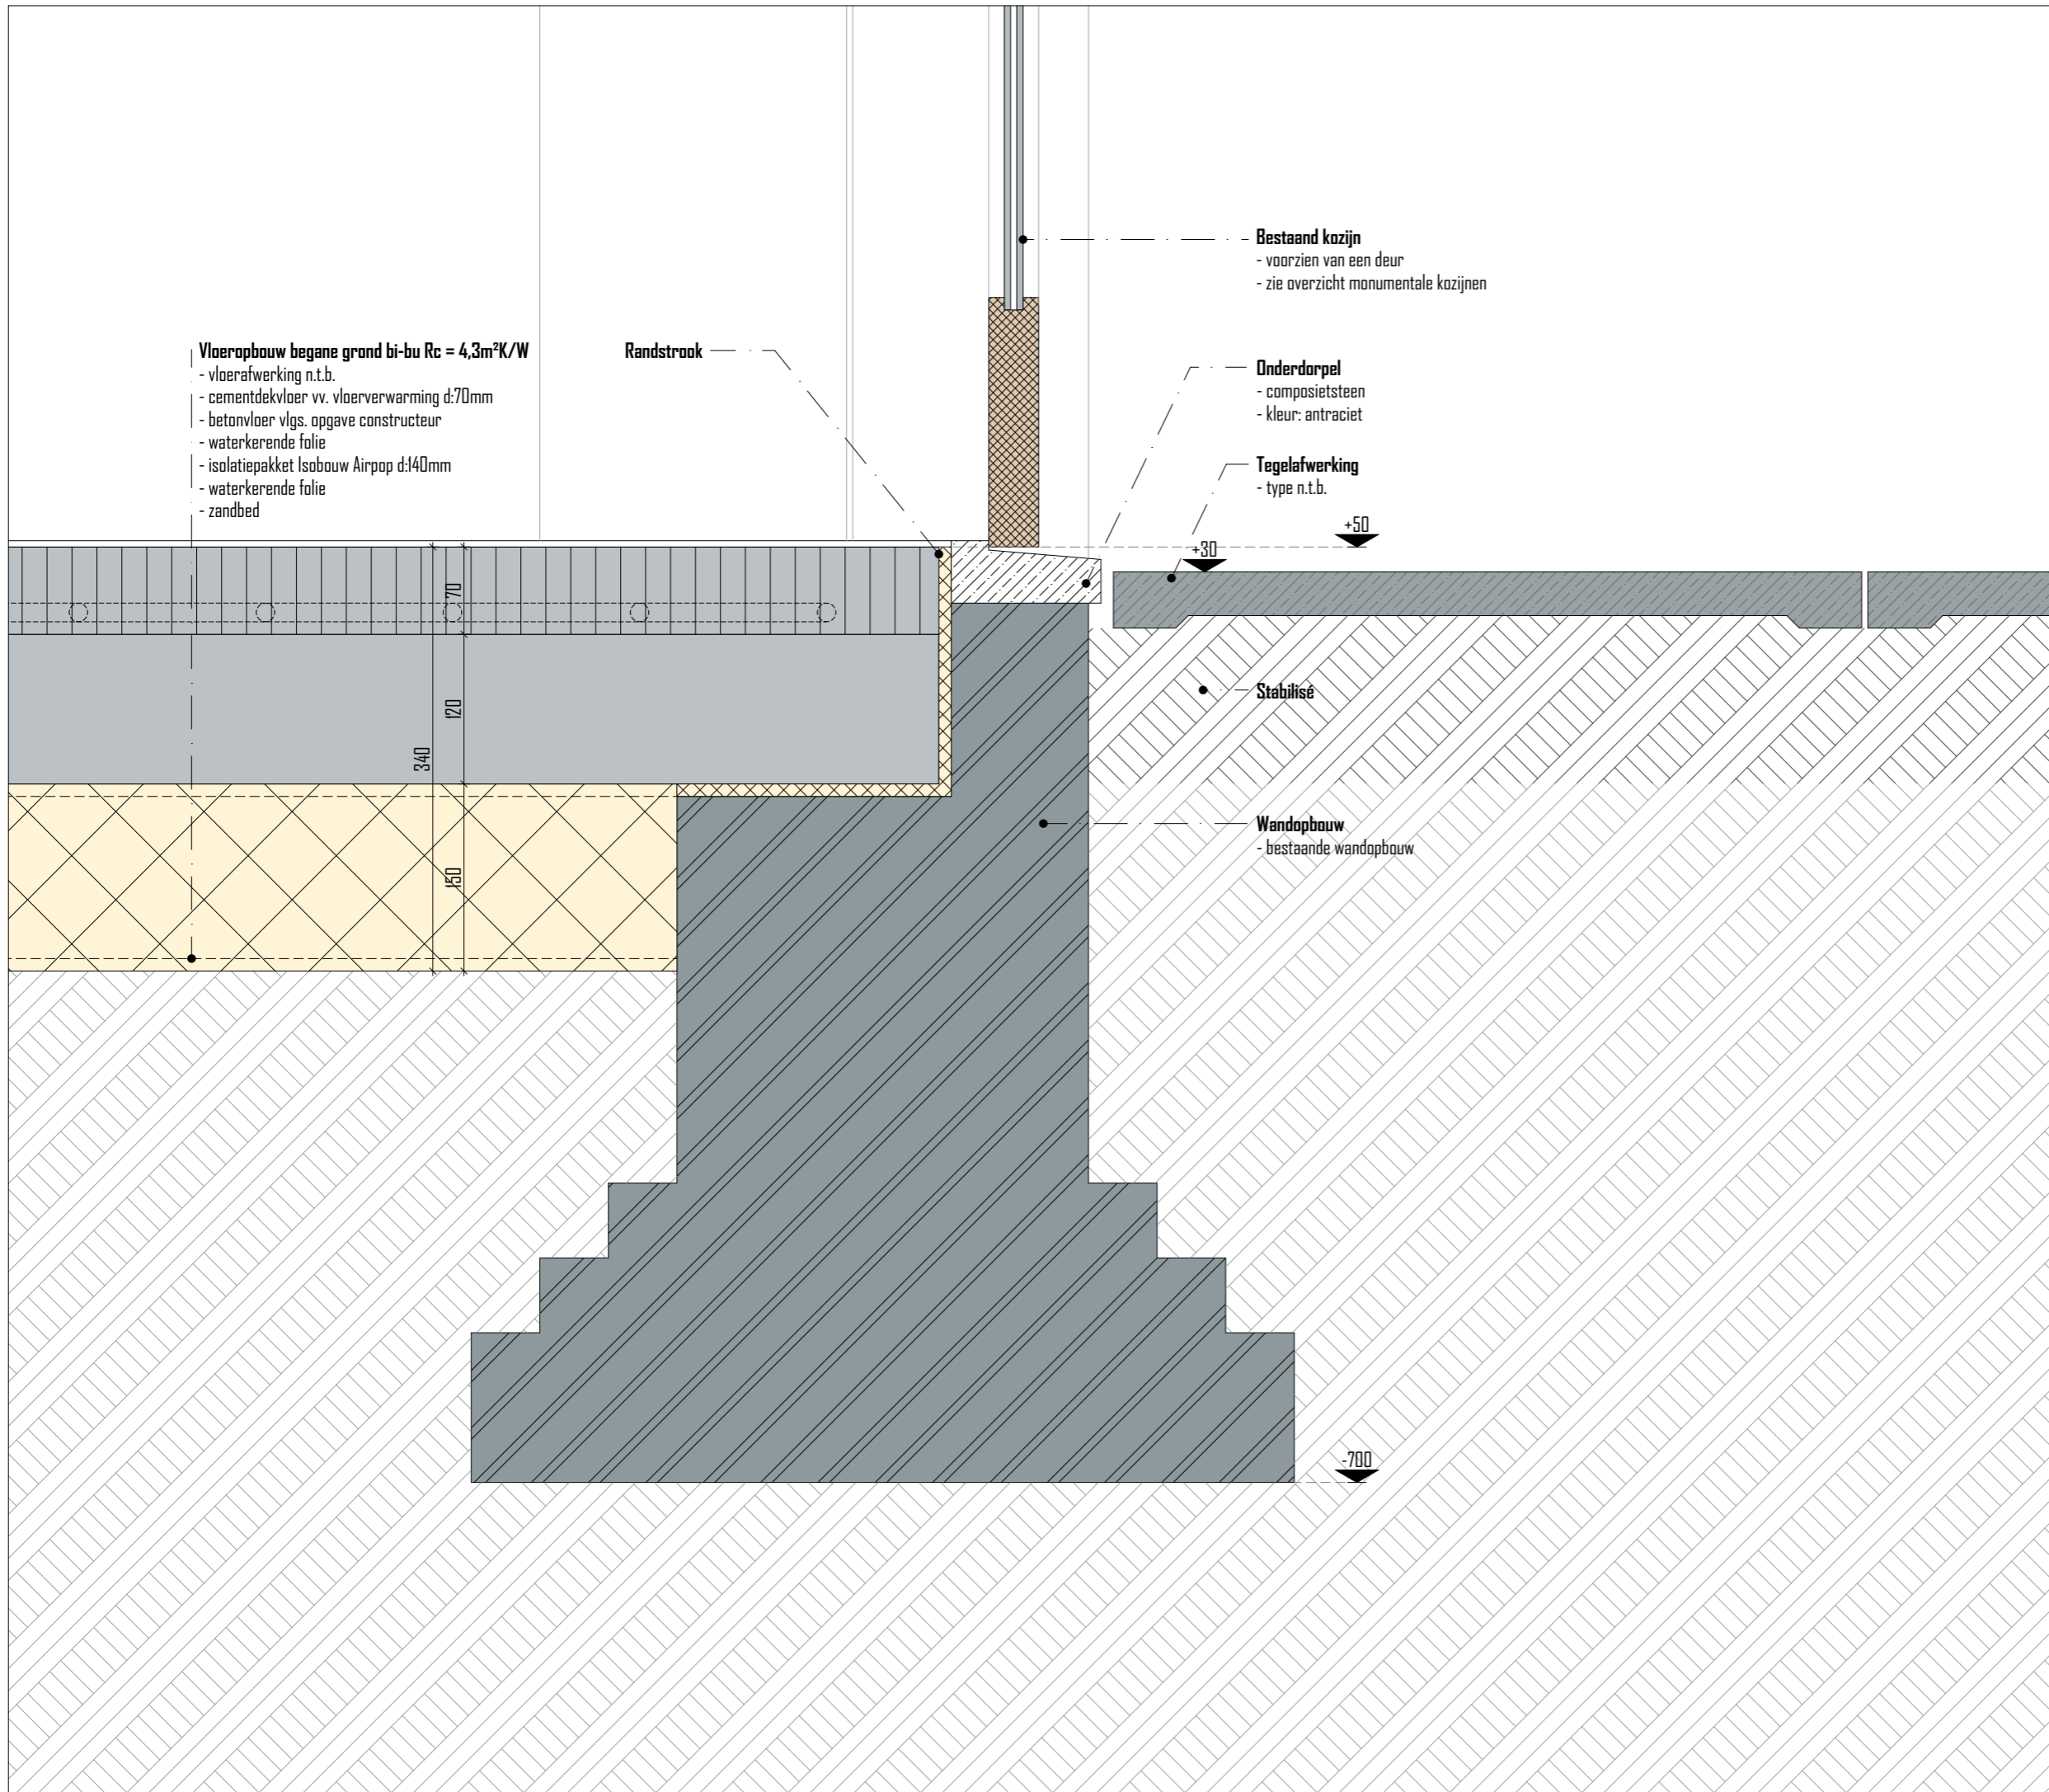 Bestaand kozijn
- voorzien van een deur
- zie overzicht monumentale kozijnen
Vloeropbouw begane grond bi-bu Rc = 4,3m²K/W
- vloerafwerking n.t.b.
- cementdekvloer vv. vloerverwarming d:70mm
- betonvloer vlgs. opgave constructeur
- waterkerende folie
- isolatiepakket Isobouw Airpop d:140mm
- waterkerende folie
- zandbed
Randstrook
Onderdorpel
- composietsteen
- kleur: antraciet
Tegelafwerking
- type n.t.b.
+50
+30
70
120
340
150
Stabilisé
Wandopbouw
- bestaande wandopbouw
-700